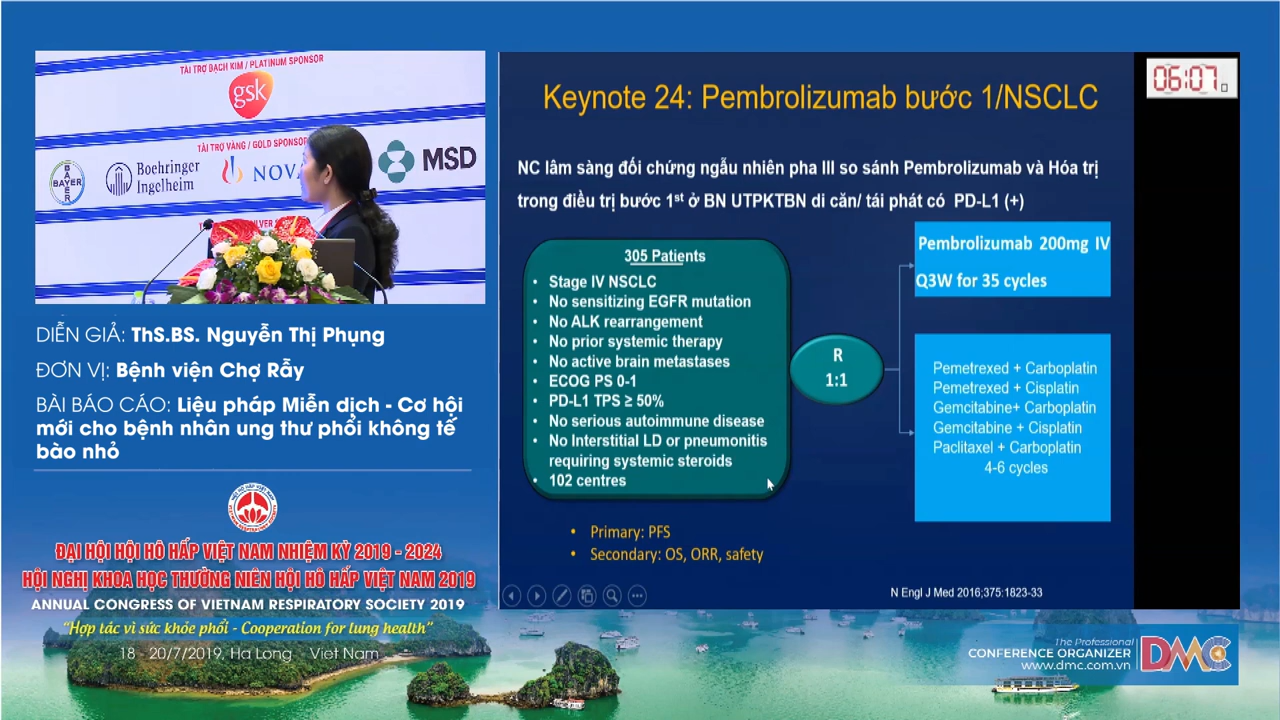 TÀI TRỢ BẠCH KIM / PLATINUM SPONSOR
gsk
TÀI TRỢ VÀNG / GOLD SPONSOR
BAYER
BAYER
Boehringer
Ingelheim
MSD
DIỄN GIẢ: ThS.BS. Nguyễn Thị Phụng
ĐƠN VỊ: Bệnh viện Chợ Rẫy
BÀI BÁO CÁO: Liệu pháp Miễn dịch - Cơ hội
mới cho bệnh nhân ung thư phổi không tế
bào nhỏ
ĐẠI HỘI HỘI HÔ HẤP VIỆT NAM NHIỆM KỲ 2019 - 2024
HỘI NGHỊ KHOA HỌC THƯỜNG NIÊN HỘI HÔ HẤP VIỆT NAM 2019
ANNUAL CONGRESS OF VIETNAM RESPIRATORY SOCIETY 2019
"Hợp tác vì sức khỏe phổi - Cooperation for lung health"
18 - 20/7/2019, Ha Long - Viet Nam
06:07
Keynote 24: Pembrolizumab bước 1/NSCLC
NC lâm sàng đối chứng ngẫu nhiên pha III so sánh Pembrolizumab và Hóa trị
trong điều trị bước 1st ở BN UTPKTBN di căn/ tái phát có PD-L1 (+)
305 Patients
• Stage IV NSCLC
• No sensitizing EGFR mutation
• No ALK rearrangement
• No prior systemic therapy
• No active brain metastases
• ECOG PS 0-1
• PD-L1 TPS ≥ 50%
• No serious autoimmune disease
• No Interstitial LD or pneumonitis
requiring systemic steroids
• 102 centres
R
1:1
Pembrolizumab 200mg IV
Q3W for 35 cycles
Pemetrexed + Carboplatin
Pemetrexed + Cisplatin
Gemcitabine+ Carboplatin
Gemcitabine + Cisplatin
Paclitaxel + Carboplatin
4-6 cycles
• Primary: PFS
• Secondary: OS, ORR, safety
N Engl J Med 2016;375:1823-33
The Professional
CONFERENCE ORGANIZER
www.dmc.com.vn
DMC